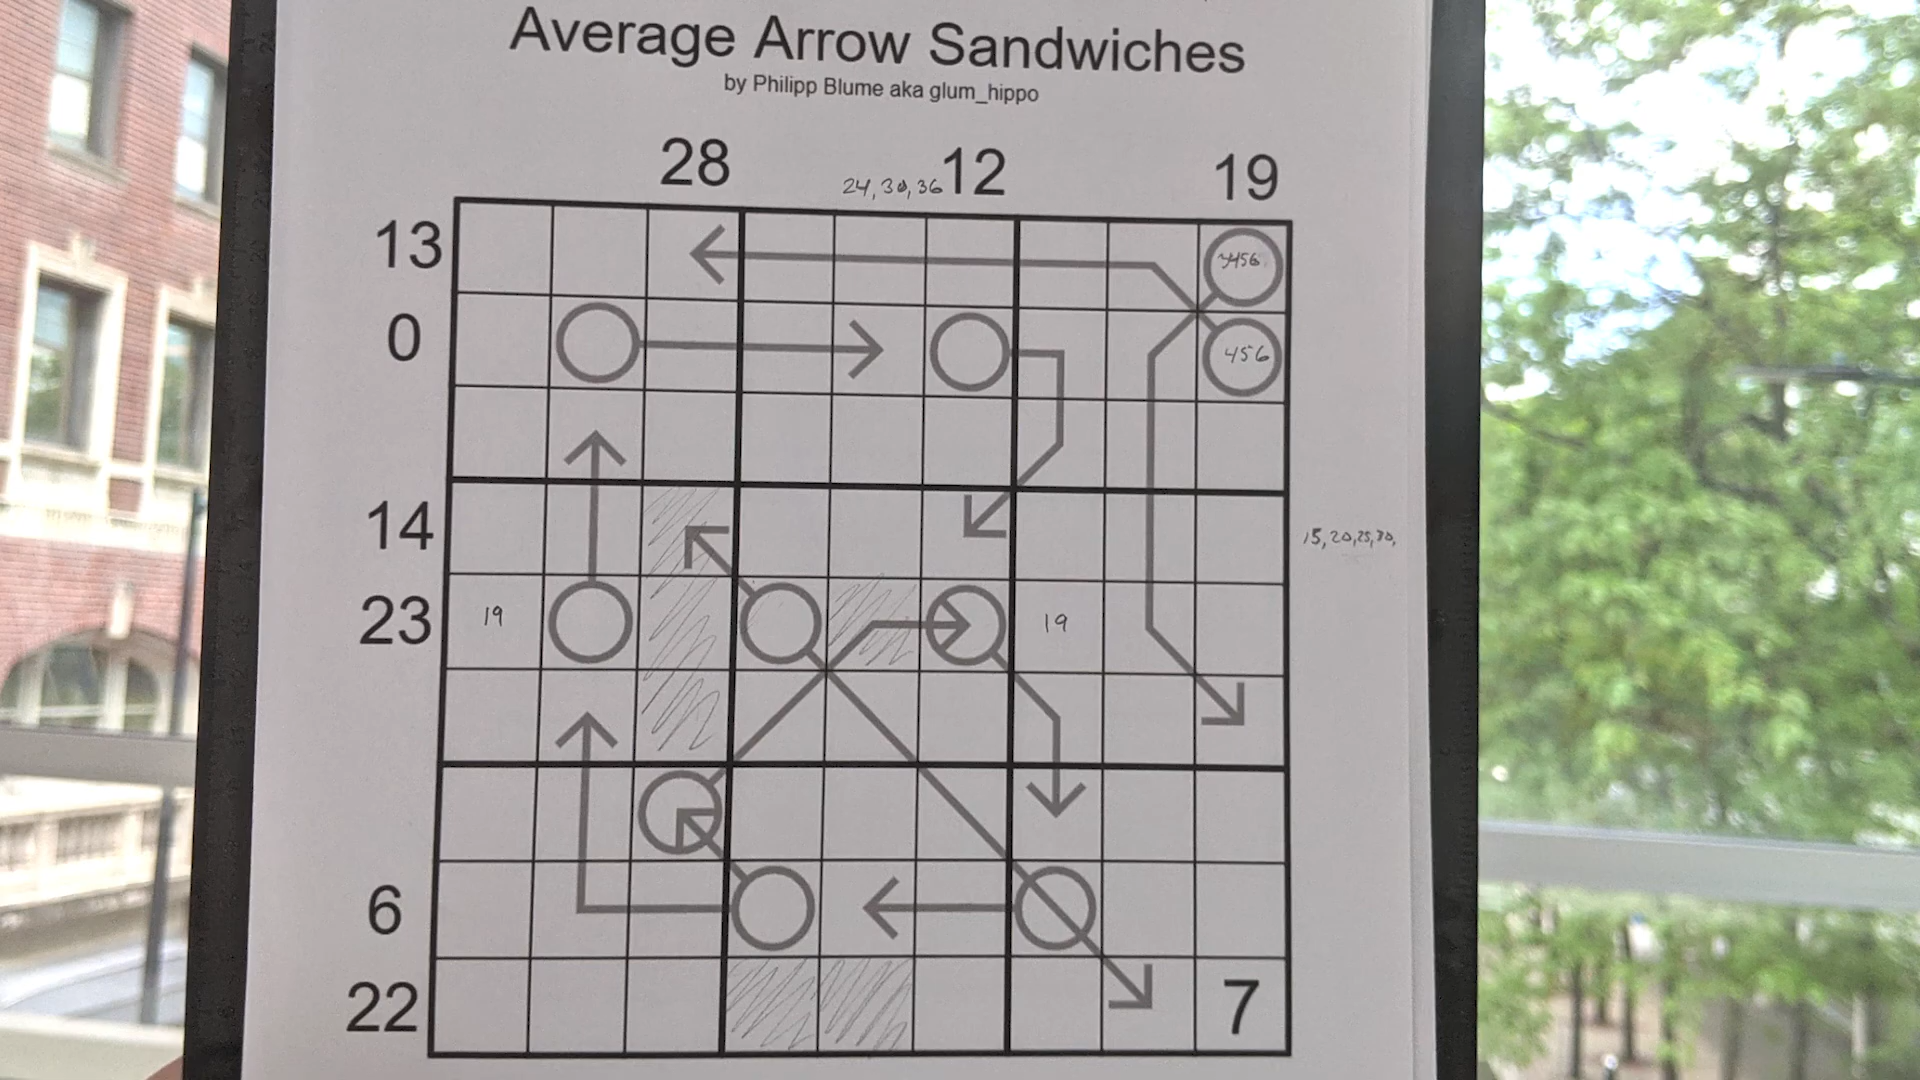 Average Arrow Sandwiches
by Philipp Blume aka glum_hippo
28 24, 30, 36 12 19
13 3456
0 456
14 15, 20, 25, 30,
23 19 19
6
22 7